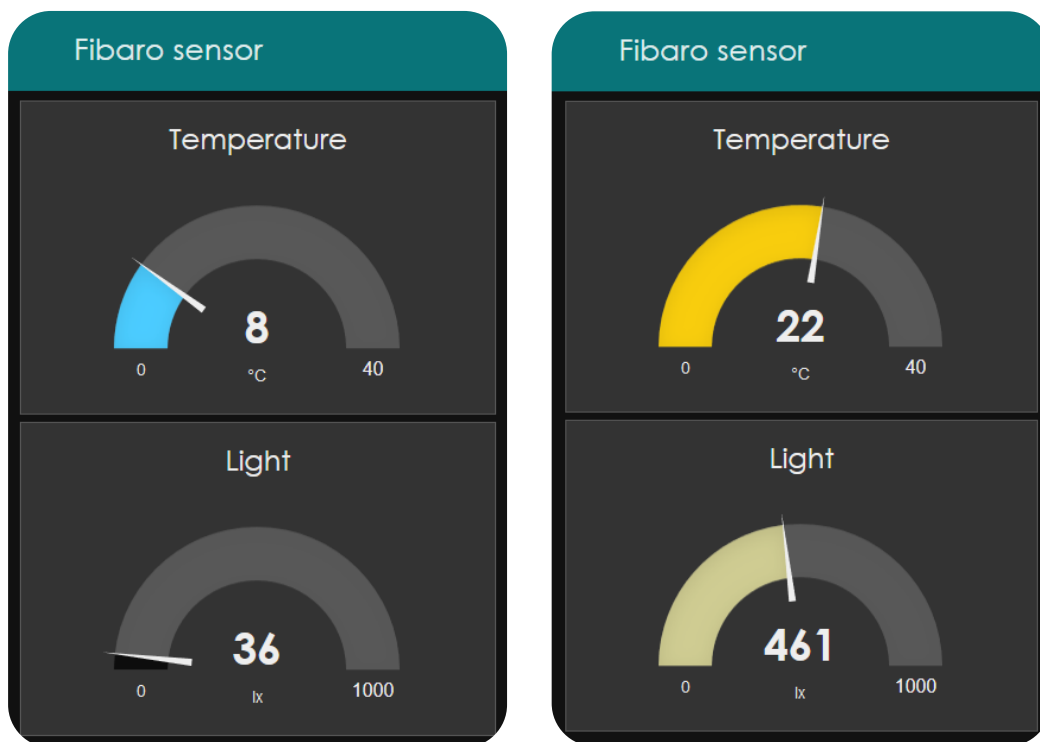 Fibaro sensor
Temperature
8
0
°C
40
Light
36
0
lx
1000
Fibaro sensor
Temperature
22
0
°C
40
Light
461
0
lx
1000